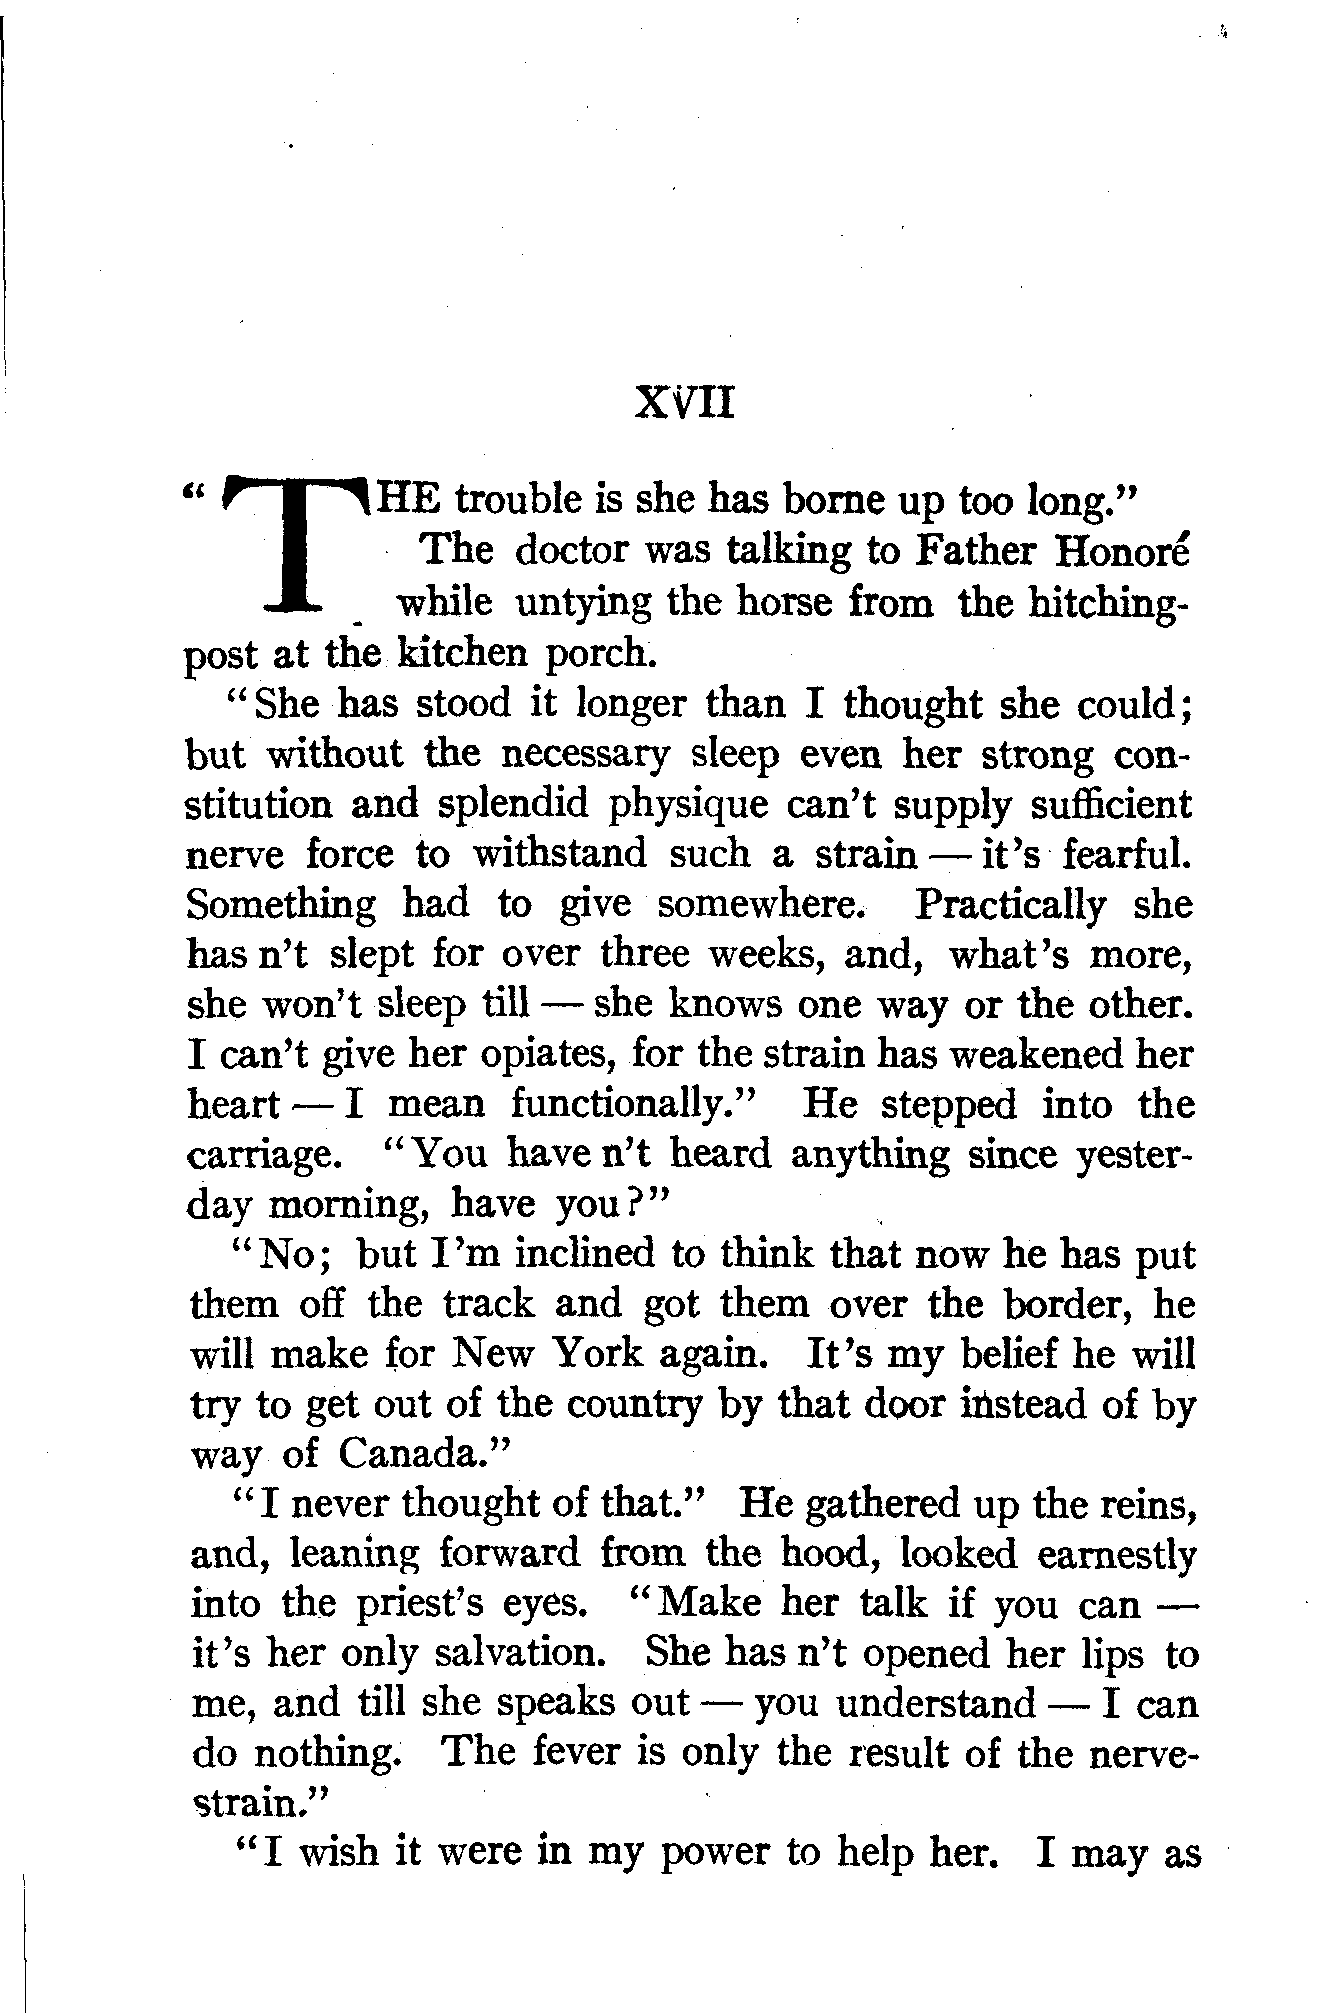 XVII
“THE trouble is she has borne up too long.”
The doctor was talking to Father Honoré
while untying the horse from the hitching-
post at the kitchen porch.
“She has stood it longer than I thought she could;
but without the necessary sleep even her strong con-
stitution and splendid physique can’t supply sufficient
nerve force to withstand such a strain — it’s fearful.
Something had to give somewhere. Practically she
has n’t slept for over three weeks, and, what’s more,
she won’t sleep till — she knows one way or the other.
I can’t give her opiates, for the strain has weakened her
heart — I mean functionally.” He stepped into the
carriage. “You have n’t heard anything since yester-
day morning, have you?”
“No; but I’m inclined to think that now he has put
them off the track and got them over the border, he
will make for New York again. It’s my belief he will
try to get out of the country by that door instead of by
way of Canada.”
“I never thought of that.” He gathered up the reins,
and, leaning forward from the hood, looked earnestly
into the priest’s eyes. “Make her talk if you can —
it’s her only salvation. She has n’t opened her lips to
me, and till she speaks out — you understand — I can
do nothing. The fever is only the result of the nerve-
strain.”
“I wish it were in my power to help her. I may as